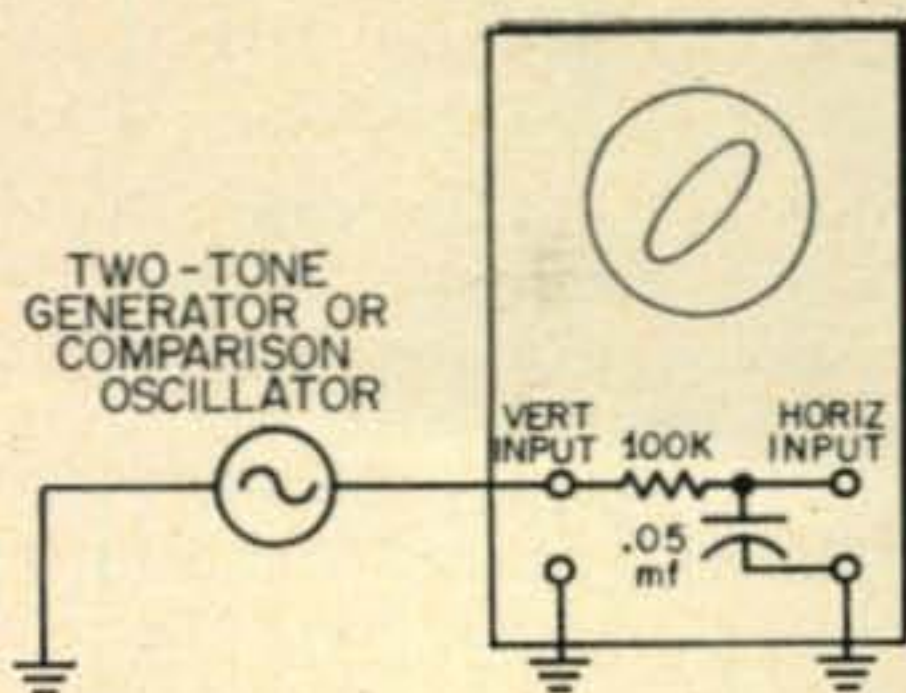 TWO-TONE
GENERATOR OR
COMPARISON
OSCILLATOR
VERT
INPUT
100K
HORIZ
INPUT
.05
mf